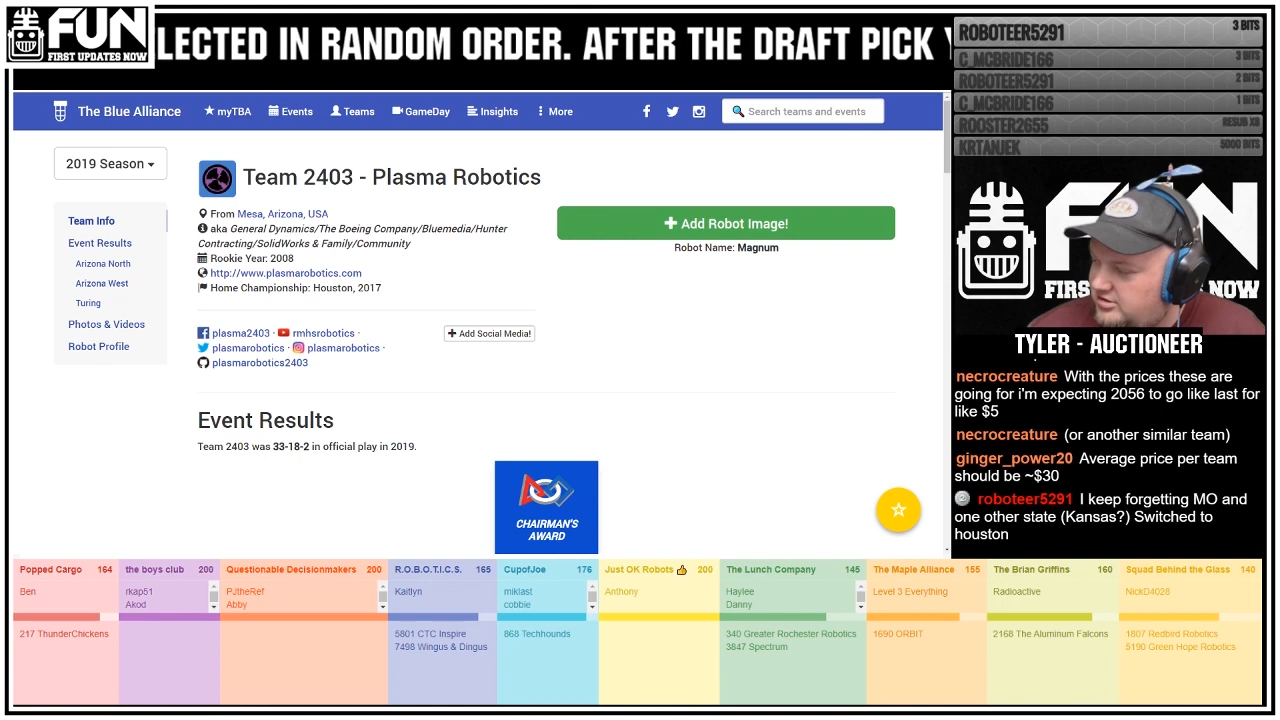 FUN
FIRST UPDATES NOW
LECTED IN RANDOM ORDER. AFTER THE DRAFT PICK
ROBOTEER5291 3 BITS
C_MCBRIDE166 3 BITS
ROBOTEER5291 2 BITS
C_MCBRIDE166 1 BITS
ROOSTER2655 RESUB X8
KRTANJEK 5000 BITS
The Blue Alliance myTBA Events Teams GameDay Insights More Search teams and events
2019 Season
Team Info
Event Results
Arizona North
Arizona West
Turing
Photos & Videos
Robot Profile
Team 2403 - Plasma Robotics
From Mesa, Arizona, USA
aka General Dynamics/The Boeing Company/Bluemedia/Hunter
Contracting/SolidWorks & Family/Community
Rookie Year: 2008
http://www.plasmarobotics.com
Home Championship: Houston, 2017
Add Robot Image!
Robot Name: Magnum
plasma2403 · rmhsrobotics ·
plasmarobotics · plasmarobotics ·
plasmarobotics2403
Add Social Media!
Event Results
Team 2403 was 33-18-2 in official play in 2019.
CHAIRMAN'S
AWARD
FUN
FIRS NOW
TYLER - AUCTIONEER
necrocreature With the prices these are
going for i'm expecting 2056 to go like last for
like $5
necrocreature (or another similar team)
ginger_power20 Average price per team
should be ~$30
roboteer5291 I keep forgetting MO and
one other state (Kansas?) Switched to
houston
Popped Cargo 164
Ben
217 ThunderChickens
the boys club 200
rkap51
Akod
Questionable Decisionmakers 200
PJtheRef
Abby
R.O.B.O.T.I.C.S. 165
Kaitlyn
5801 CTC Inspire
7498 Wingus & Dingus
CupofJoe 176
miklast
cobbie
868 Techhounds
Just OK Robots 200
Anthony
The Lunch Company 145
Haylee
Danny
340 Greater Rochester Robotics
3847 Spectrum
The Maple Alliance 155
Level 3 Everything
1690 ORBIT
The Brian Griffins 160
Radioactive
2168 The Aluminum Falcons
Squad Behind the Glass 140
NickD4028
1807 Redbird Robotics
5190 Green Hope Robotics